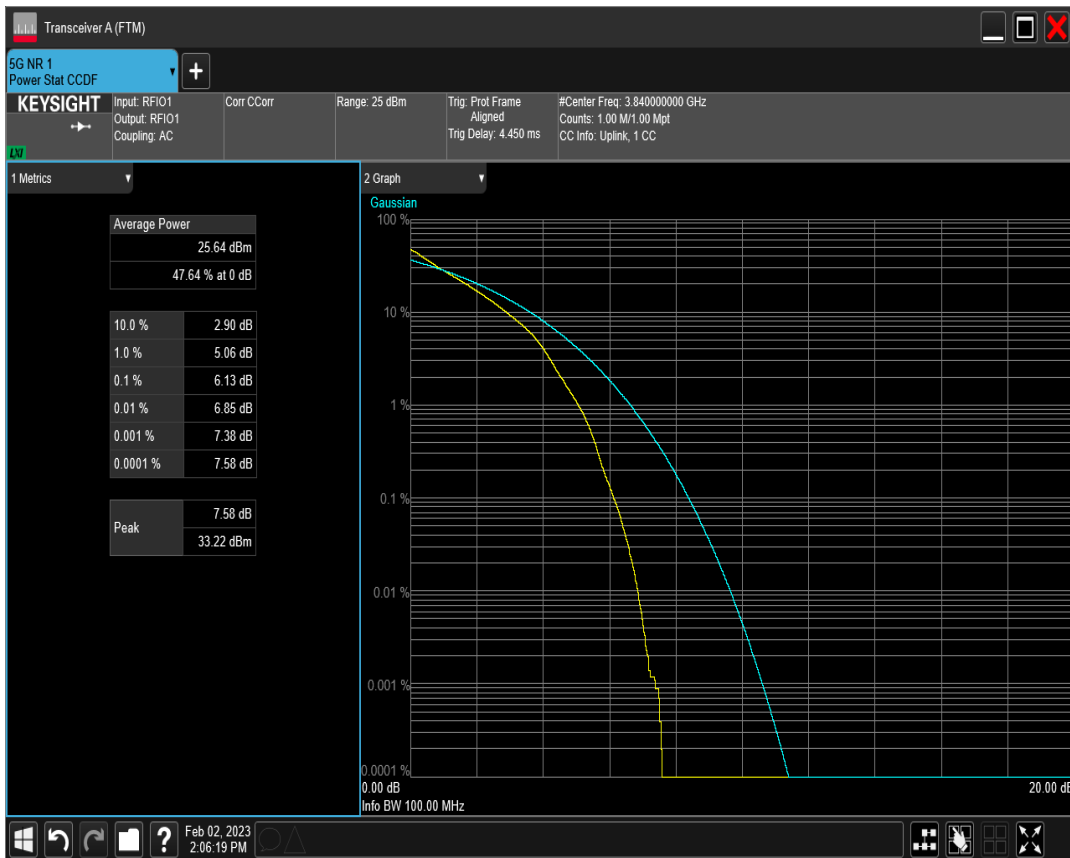 Transceiver A (FTM)
5G NR 1
Power Stat CCDF
+
KEYSIGHT
LXI
Input: RFIO1
Output: RFIO1
Coupling: AC
Corr CCorr
Range: 25 dBm
Trig: Prot Frame
Aligned
Trig Delay: 4.450 ms
#Center Freq: 3.840000000 GHz
Counts: 1.00 M/1.00 Mpt
CC Info: Uplink, 1 CC
1 Metrics
Average Power
25.64 dBm
47.64 % at 0 dB
10.0 % 2.90 dB
1.0 % 5.06 dB
0.1 % 6.13 dB
0.01 % 6.85 dB
0.001 % 7.38 dB
0.0001 % 7.58 dB
Peak
7.58 dB
33.22 dBm
2 Graph
Gaussian
100 %
10 %
1 %
0.1 %
0.01 %
0.001 %
0.0001 %
0.00 dB 20.00 dB
Info BW 100.00 MHz
?
Feb 02, 2023
2:06:19 PM